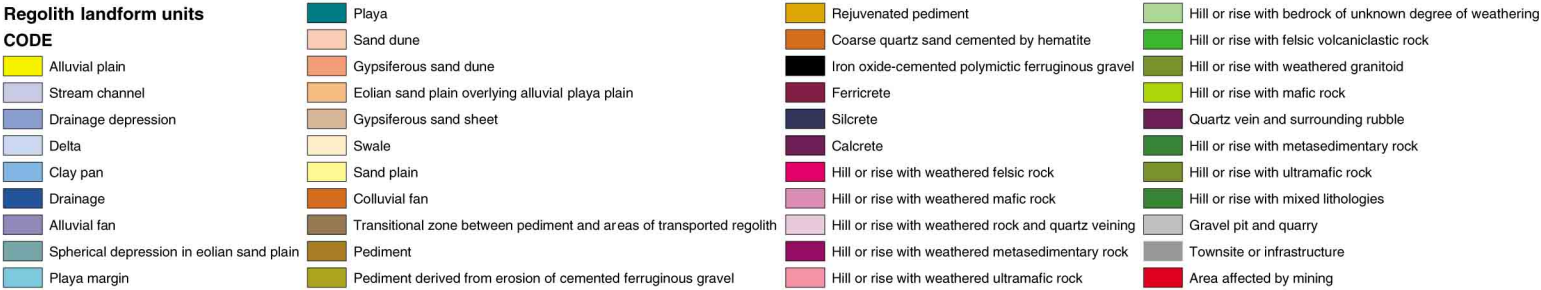 Regolith landform units
CODE
Alluvial plain
Stream channel
Drainage depression
Delta
Clay pan
Drainage
Alluvial fan
Spherical depression in eolian sand plain
Playa margin
Playa
Sand dune
Gypsiferous sand dune
Eolian sand plain overlying alluvial playa plain
Gypsiferous sand sheet
Swale
Sand plain
Colluvial fan
Transitional zone between pediment and areas of transported regolith
Pediment
Pediment derived from erosion of cemented ferruginous gravel
Rejuvenated pediment
Coarse quartz sand cemented by hematite
Iron oxide-cemented polymictic ferruginous gravel
Ferricrete
Silcrete
Calcrete
Hill or rise with weathered felsic rock
Hill or rise with weathered mafic rock
Hill or rise with weathered rock and quartz veining
Hill or rise with weathered metasedimentary rock
Hill or rise with weathered ultramafic rock
Hill or rise with bedrock of unknown degree of weathering
Hill or rise with felsic volcaniclastic rock
Hill or rise with weathered granitoid
Hill or rise with mafic rock
Quartz vein and surrounding rubble
Hill or rise with metasedimentary rock
Hill or rise with ultramafic rock
Hill or rise with mixed lithologies
Gravel pit and quarry
Townsite or infrastructure
Area affected by mining